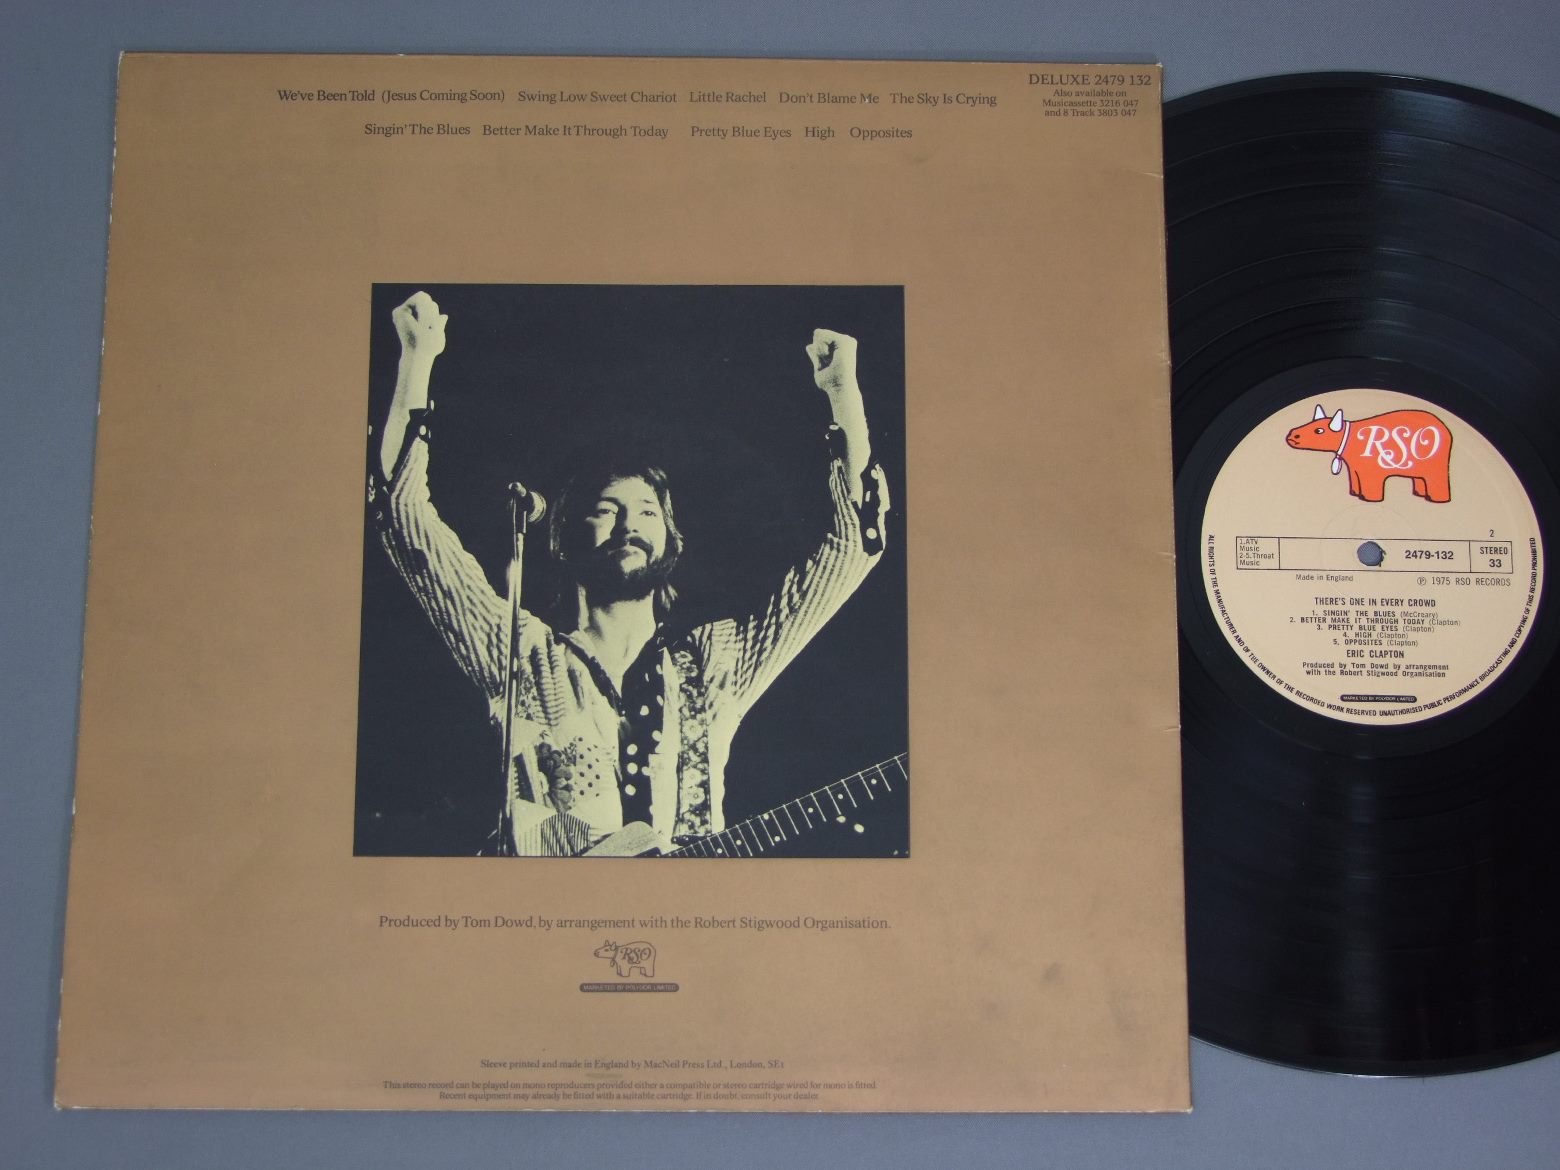 DELUXE 2479 132
Also available on
Musicassette 3216 047
and 8 Track 3803 047
We've Been Told (Jesus Coming Soon) Swing Low Sweet Chariot Little Rachel Don't Blame Me The Sky Is Crying
Singin' The Blues Better Make It Through Today Pretty Blue Eyes High Opposites
Produced by Tom Dowd, by arrangement with the Robert Stigwood Organisation.
RSO
MARKETED BY POLYDOR LIMITED
Sleeve printed and made in England by MacNeil Press Ltd., London, SE1
This stereo record can be played on mono reproducers provided either a compatible or stereo cartridge wired for mono is fitted.
Recent equipment may already be fitted with a suitable cartridge. If in doubt, consult your dealer.
RSO
2
1.ATV
Music
2-5.Throat
Music
2479-132
STEREO
33
Made in England
℗ 1975 RSO RECORDS
THERE'S ONE IN EVERY CROWD
1. SINGIN' THE BLUES (McCreary)
2. BETTER MAKE IT THROUGH TODAY (Clapton)
3. PRETTY BLUE EYES (Clapton)
4. HIGH (Clapton)
5. OPPOSITES (Clapton)
ERIC CLAPTON
Produced by Tom Dowd by arrangement
with the Robert Stigwood Organisation
MARKETED BY POLYDOR LIMITED
ALL RIGHTS OF THE MANUFACTURER AND OF THE OWNER OF THE RECORDED WORK RESERVED UNAUTHORISED PUBLIC PERFORMANCE BROADCASTING AND COPYING OF THIS RECORD PROHIBITED